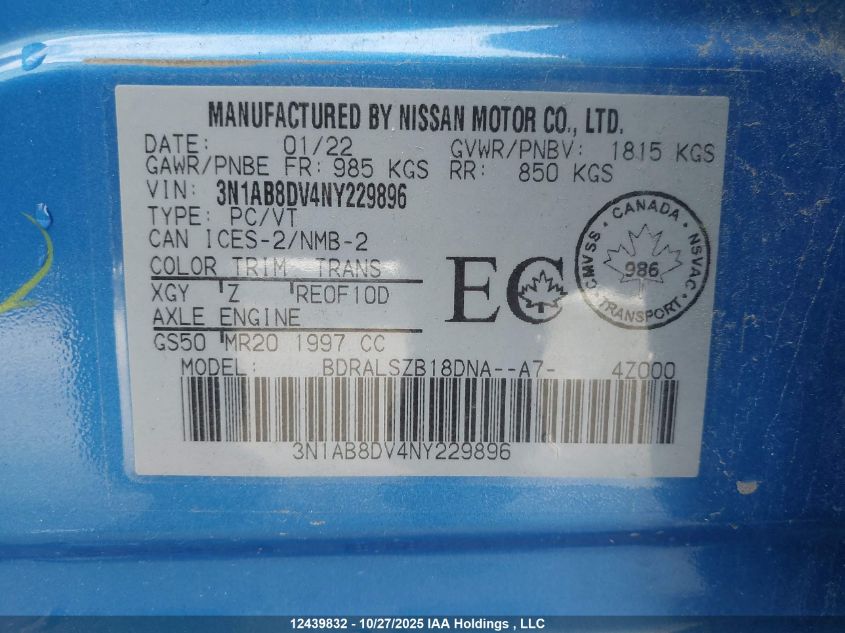 MANUFACTURED BY NISSAN MOTOR CO., LTD.
DATE: 01/22 GVWR/PNBV: 1815 KGS
GAWR/PNBE FR: 985 KGS RR: 850 KGS
VIN: 3N1AB8DV4NY229896
TYPE: PC/VT
CAN ICES-2/NMB-2
COLOR TRIM TRANS
XGY Z RE0F10D
AXLE ENGINE
GS50 MR20 1997 CC
EC
CANADA
CMVSS 986 NSVAC
TRANSPORT
MODEL: BDRALSZB18DNA--A7- 4Z000
3N1AB8DV4NY229896
12439832 - 10/27/2025 IAA Holdings , LLC